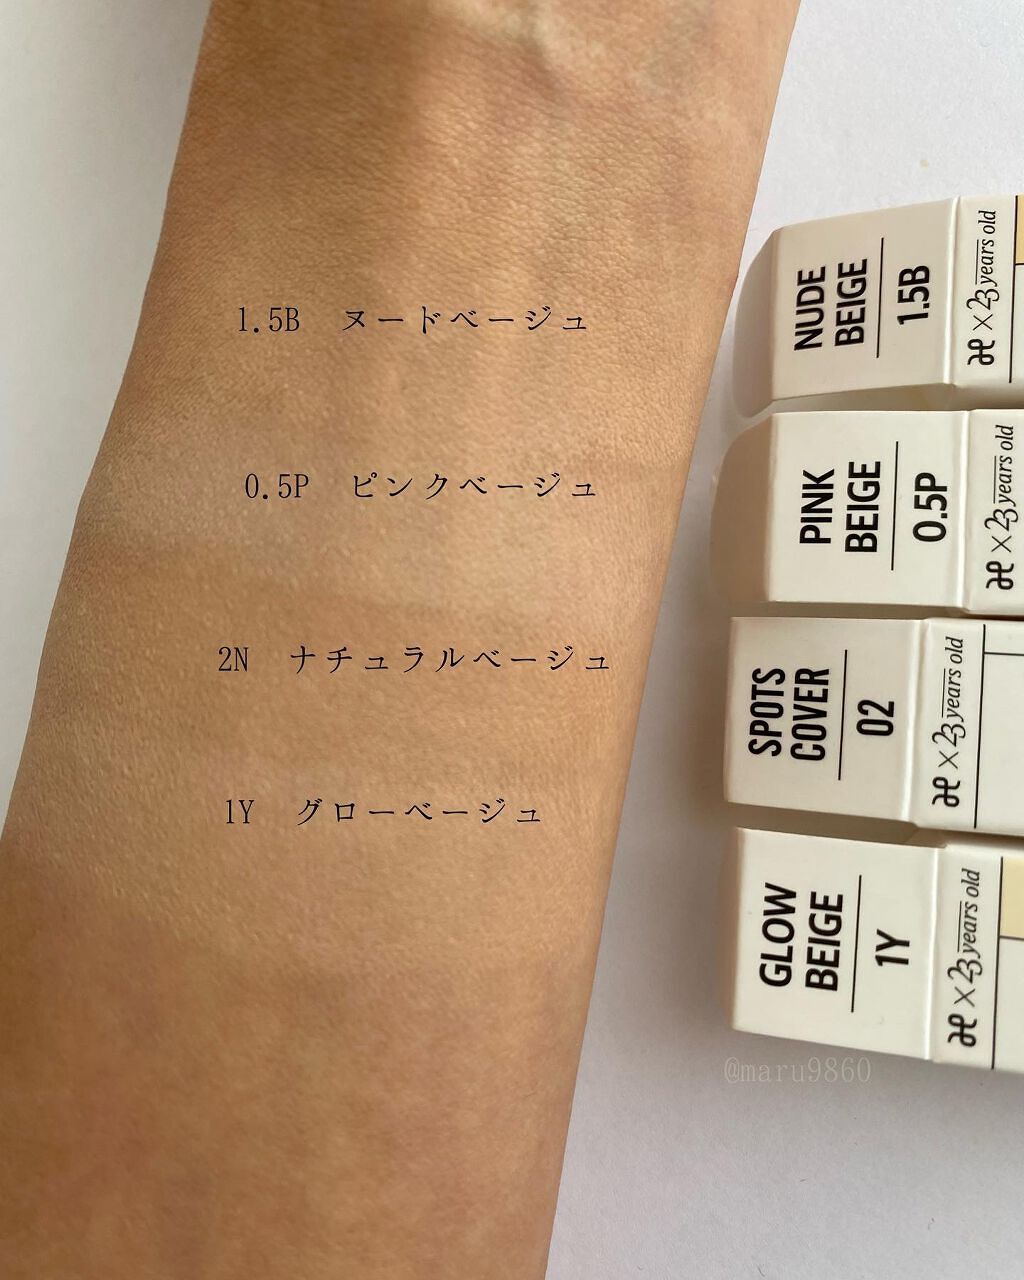 1.5B ヌードベージュ
0.5P ピンクベージュ
2N ナチュラルベージュ
1Y グローベージュ
NUDE
BEIGE
1.5B
× 23 years old
PINK
BEIGE
0.5P
× 23 years old
SPOTS
COVER
02
× 23 years old
GLOW
BEIGE
1Y
× 23 years old
@maru9860